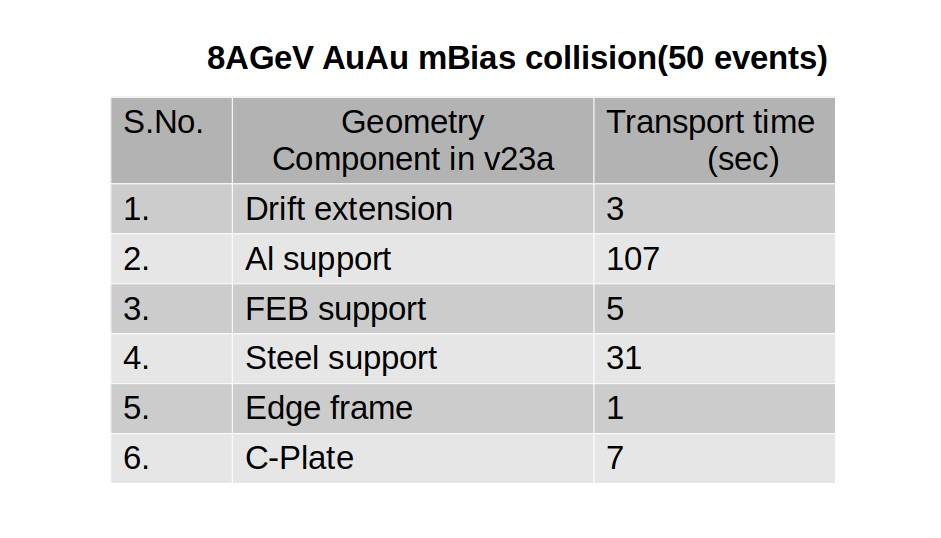 8AGeV AuAu mBias collision(50 events)
S.No. Geometry Component in v23a Transport time (sec)
1. Drift extension 3
2. Al support 107
3. FEB support 5
4. Steel support 31
5. Edge frame 1
6. C-Plate 7